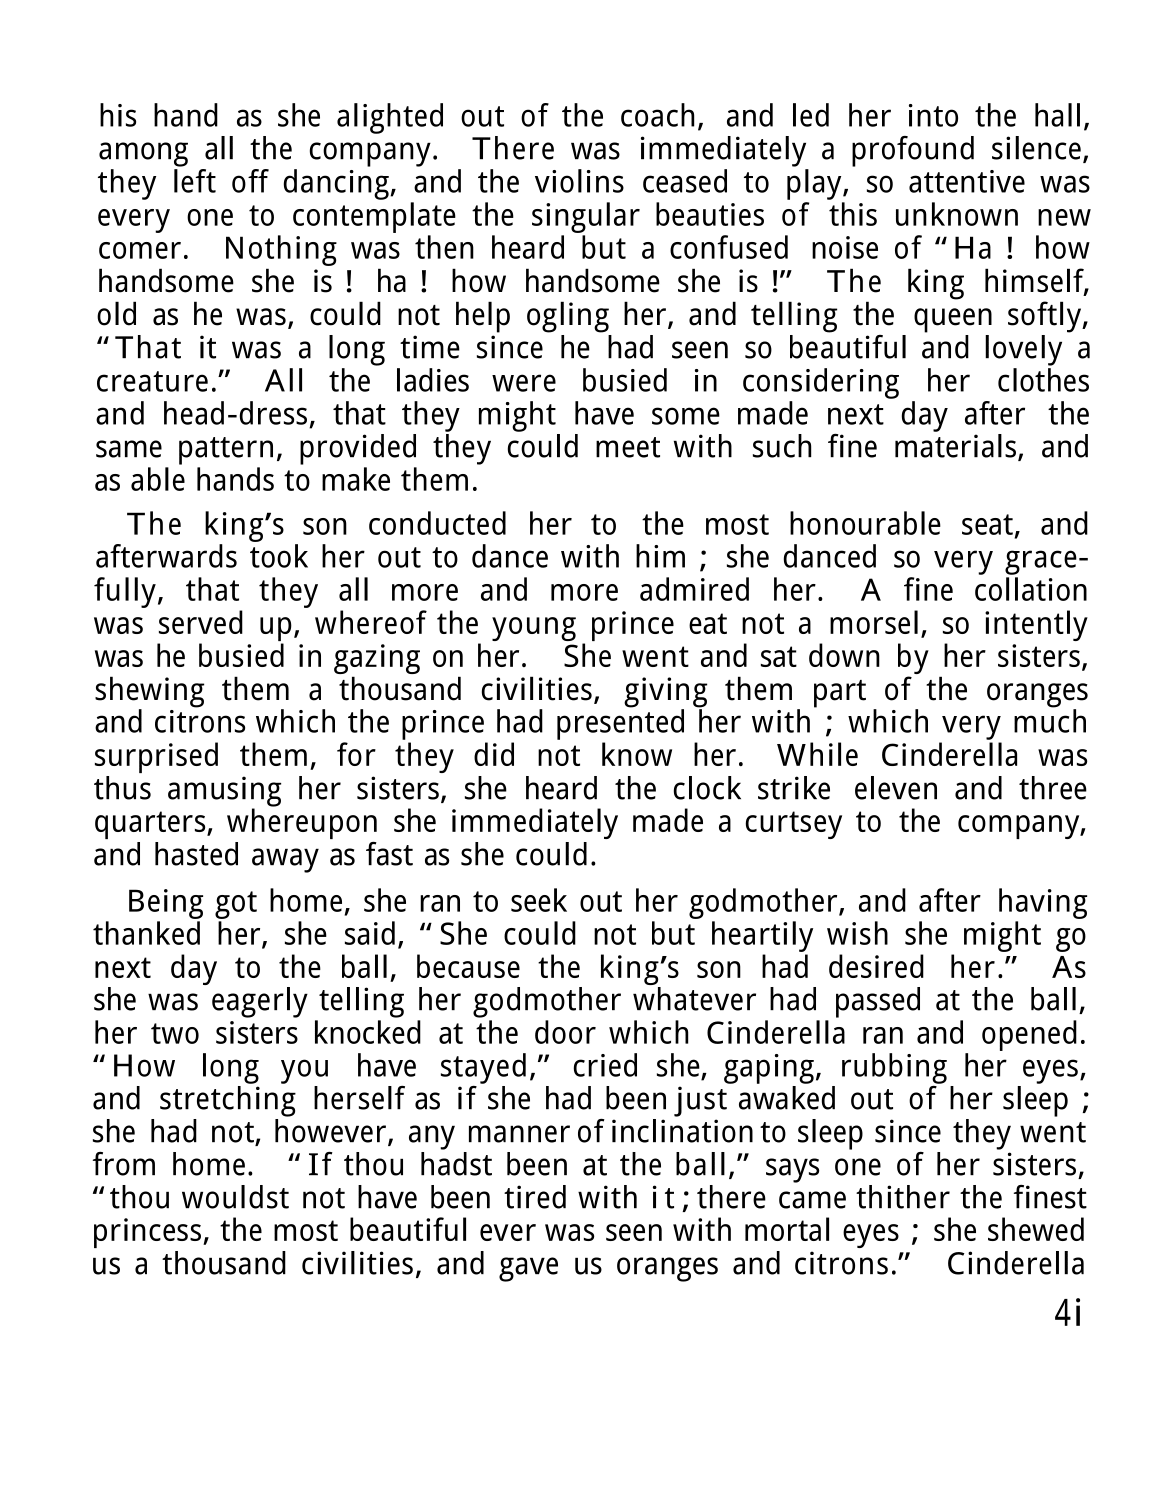 his hand as she alighted out of the coach, and led her into the hall,
among all the company. There was immediately a profound silence,
they left off dancing, and the violins ceased to play, so attentive was
every one to contemplate the singular beauties of this unknown new
comer. Nothing was then heard but a confused noise of “Ha ! how
handsome she is ! ha ! how handsome she is !” The king himself,
old as he was, could not help ogling her, and telling the queen softly,
“That it was a long time since he had seen so beautiful and lovely a
creature.” All the ladies were busied in considering her clothes
and head-dress, that they might have some made next day after the
same pattern, provided they could meet with such fine materials, and
as able hands to make them.
The king’s son conducted her to the most honourable seat, and
afterwards took her out to dance with him ; she danced so very grace-
fully, that they all more and more admired her. A fine collation
was served up, whereof the young prince eat not a morsel, so intently
was he busied in gazing on her. She went and sat down by her sisters,
shewing them a thousand civilities, giving them part of the oranges
and citrons which the prince had presented her with ; which very much
surprised them, for they did not know her. While Cinderella was
thus amusing her sisters, she heard the clock strike eleven and three
quarters, whereupon she immediately made a curtsey to the company,
and hasted away as fast as she could.
Being got home, she ran to seek out her godmother, and after having
thanked her, she said, “She could not but heartily wish she might go
next day to the ball, because the king’s son had desired her.” As
she was eagerly telling her godmother whatever had passed at the ball,
her two sisters knocked at the door which Cinderella ran and opened.
“How long you have stayed,” cried she, gaping, rubbing her eyes,
and stretching herself as if she had been just awaked out of her sleep ;
she had not, however, any manner of inclination to sleep since they went
from home. “If thou hadst been at the ball,” says one of her sisters,
“thou wouldst not have been tired with it ; there came thither the finest
princess, the most beautiful ever was seen with mortal eyes ; she shewed
us a thousand civilities, and gave us oranges and citrons.” Cinderella
4i